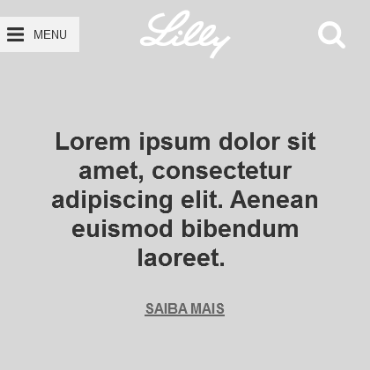 MENU
Lilly
Lorem ipsum dolor sit
amet, consectetur
adipiscing elit. Aenean
euismod bibendum
laoreet.
SAIBA MAIS